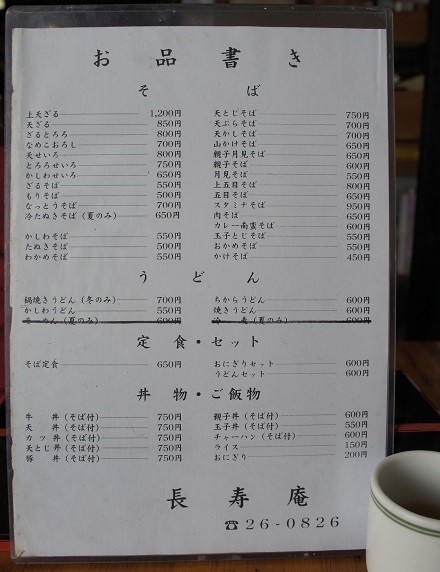 お品書き
そば
上天ざる 1,200円
天ざる 850円
ざるとろろ 800円
なめこおろし 700円
天せいろ 800円
とろろせいろ 750円
かしわせいろ 650円
ざるそば 550円
もりそば 500円
なっとうそば 700円
冷たぬきそば（夏のみ） 650円
かしわそば 550円
たぬきそば 500円
わかめそば 550円
天とじそば 750円
天ぷらそば 700円
天かしそば 700円
山かけそば 650円
親子月見そば 650円
親子そば 600円
月見そば 550円
上五目そば 800円
五目そば 650円
スタミナそば 950円
肉そば 650円
カレー南蛮そば 600円
玉子とじそば 550円
おかめそば 550円
かけそば 450円
うどん
鍋焼きうどん（冬のみ） 700円
かしわうどん 550円
そーめん（夏のみ） 600円
ちからうどん 600円
焼きうどん 600円
冷 麦（夏のみ） 600円
定食・セット
そば定食 650円
おにぎりセット 600円
うどんセット 600円
丼物・ご飯物
牛 丼（そば付） 750円
天 丼（そば付） 750円
カツ丼（そば付） 750円
天とじ丼（そば付） 750円
豚 丼（そば付） 750円
親子丼（そば付） 600円
玉子丼（そば付） 550円
チャーハン（そば付） 600円
ライス 150円
おにぎり 200円
長寿庵
☎26-0826